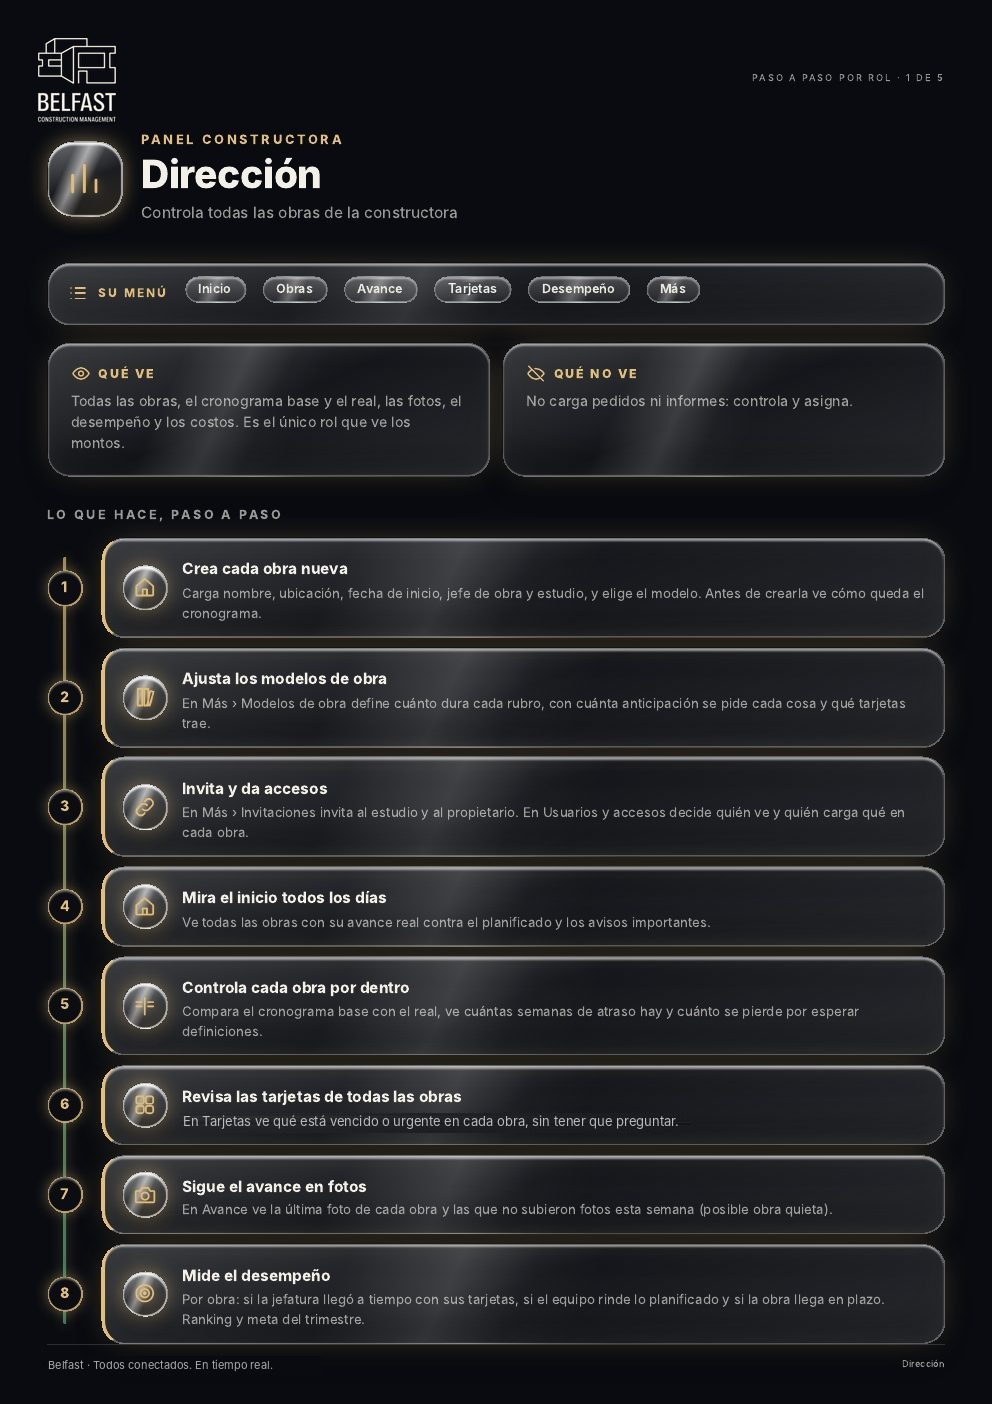 BELFAST
CONSTRUCTION MANAGEMENT
PASO A PASO POR ROL · 1 DE 5
PANEL CONSTRUCTORA
Dirección
Controla todas las obras de la constructora
SU MENÚ
Inicio
Obras
Avance
Tarjetas
Desempeño
Más
QUÉ VE
Todas las obras, el cronograma base y el real, las fotos, el
desempeño y los costos. Es el único rol que ve los
montos.
QUÉ NO VE
No carga pedidos ni informes: controla y asigna.
LO QUE HACE, PASO A PASO
1
Crea cada obra nueva
Carga nombre, ubicación, fecha de inicio, jefe de obra y estudio, y elige el modelo. Antes de crearla ve cómo queda el
cronograma.
2
Ajusta los modelos de obra
En Más › Modelos de obra define cuánto dura cada rubro, con cuánta anticipación se pide cada cosa y qué tarjetas
trae.
3
Invita y da accesos
En Más › Invitaciones invita al estudio y al propietario. En Usuarios y accesos decide quién ve y quién carga qué en
cada obra.
4
Mira el inicio todos los días
Ve todas las obras con su avance real contra el planificado y los avisos importantes.
5
Controla cada obra por dentro
Compara el cronograma base con el real, ve cuántas semanas de atraso hay y cuánto se pierde por esperar
definiciones.
6
Revisa las tarjetas de todas las obras
En Tarjetas ve qué está vencido o urgente en cada obra, sin tener que preguntar.
7
Sigue el avance en fotos
En Avance ve la última foto de cada obra y las que no subieron fotos esta semana (posible obra quieta).
8
Mide el desempeño
Por obra: si la jefatura llegó a tiempo con sus tarjetas, si el equipo rinde lo planificado y si la obra llega en plazo.
Ranking y meta del trimestre.
Belfast · Todos conectados. En tiempo real.
Dirección